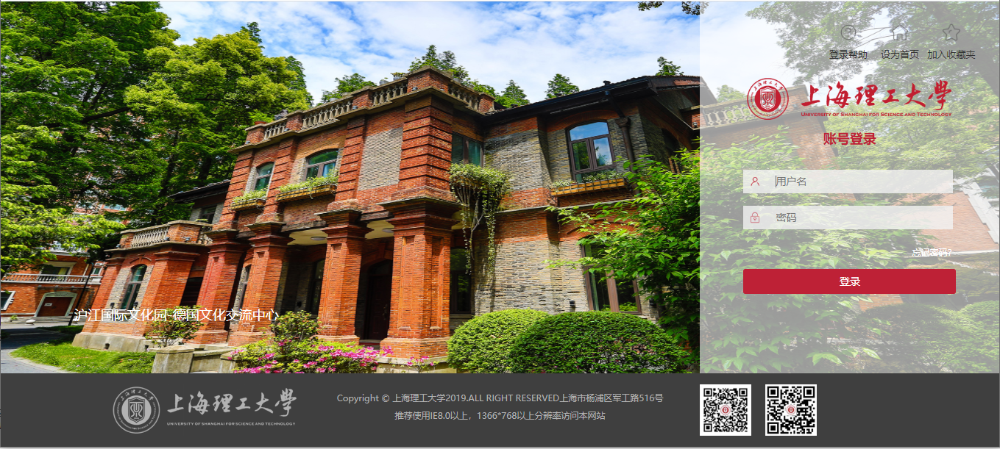 登录帮助 设为首页 加入收藏夹
上海理工大学
UNIVERSITY OF SHANGHAI FOR SCIENCE AND TECHNOLOGY
账号登录
用户名
密码
忘记密码?
登录
沪江国际文化园-德国文化交流中心
上海理工大学
UNIVERSITY OF SHANGHAI FOR SCIENCE AND TECHNOLOGY
Copyright © 上海理工大学2019.ALL RIGHT RESERVED上海市杨浦区军工路516号
推荐使用IE8.0以上，1366*768以上分辨率访问本网站